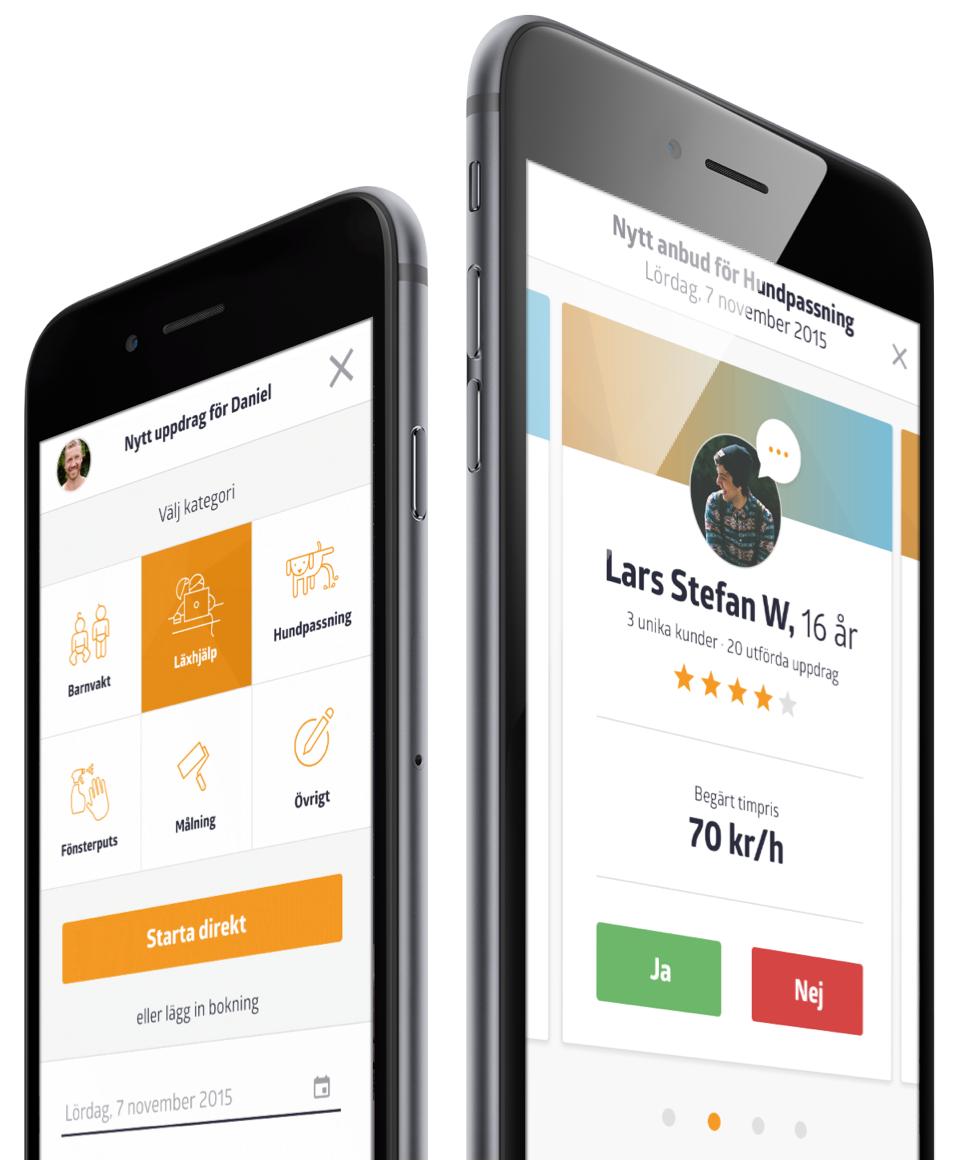 Nytt uppdrag för Daniel
Välj kategori
Barnvakt
Läxhjälp
Hundpassning
Fönsterputs
Målning
Övrigt
Starta direkt
eller lägg in bokning
Lördag, 7 november 2015
Nytt anbud för Hundpassning
Lördag, 7 november 2015
Lars Stefan W, 16 år
3 unika kunder · 20 utförda uppdrag
Begärt timpris
70 kr/h
Ja
Nej